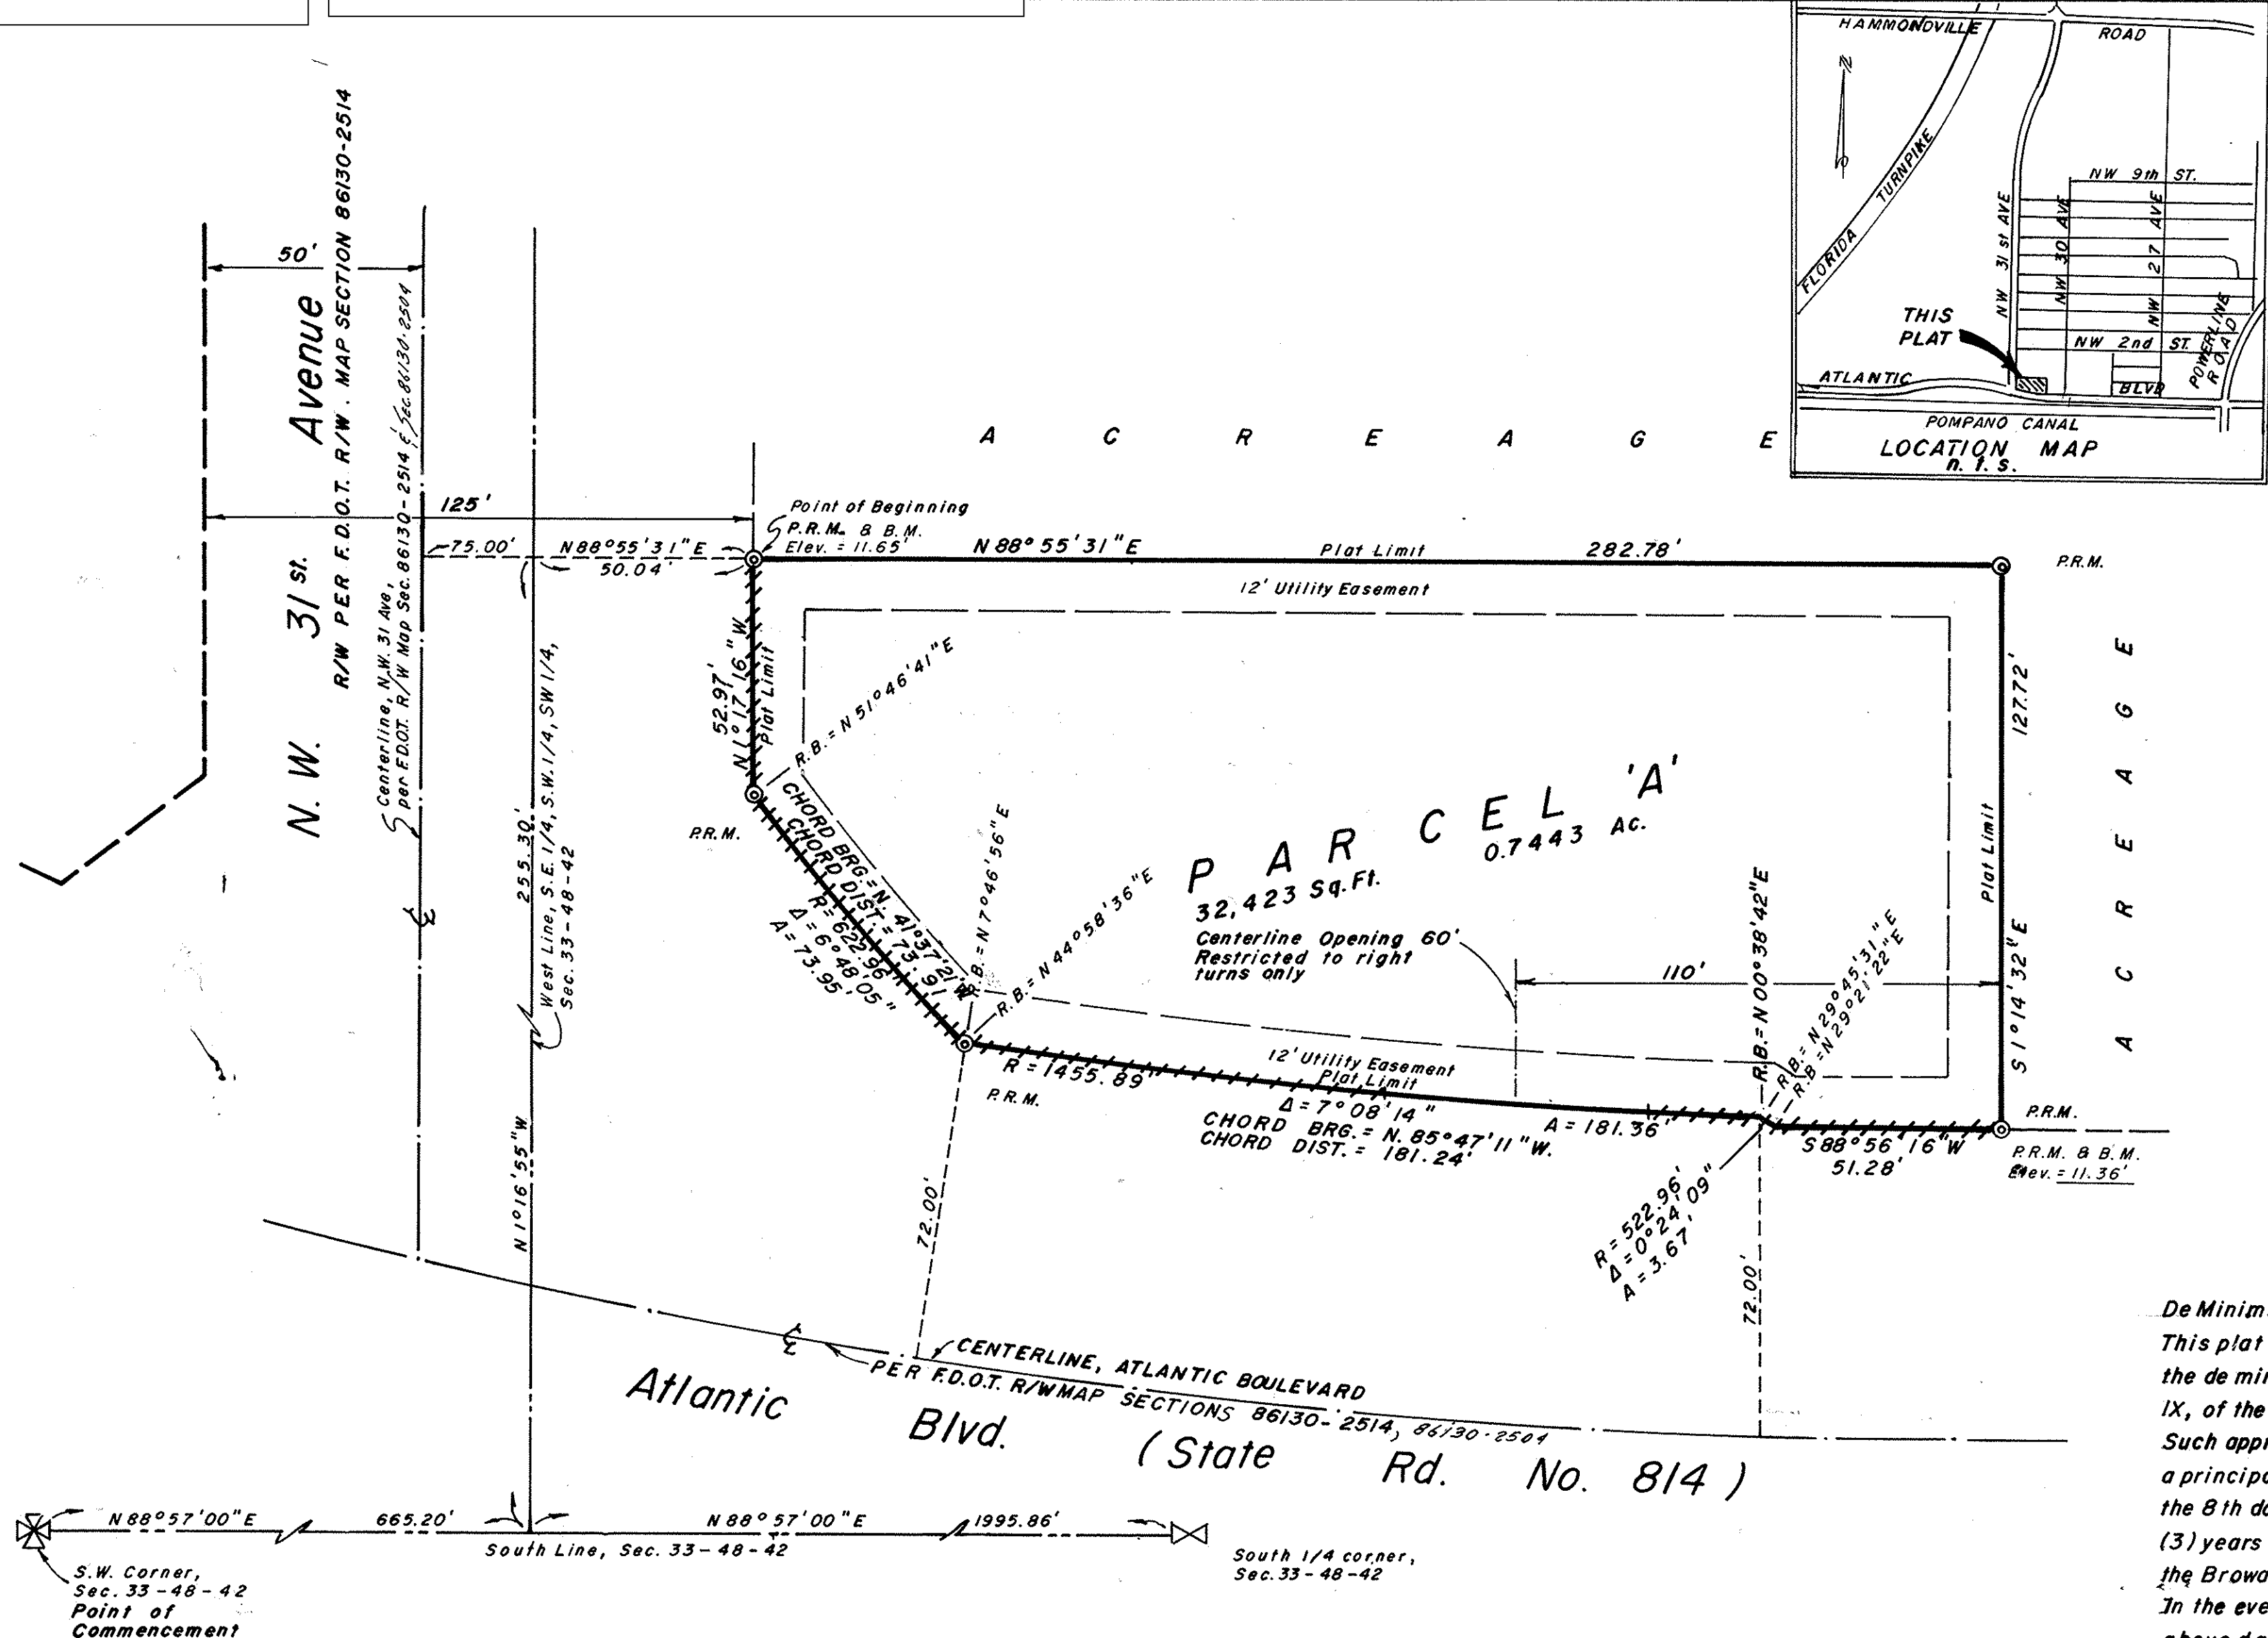 HAMMONDVILLE ROAD
N
FLORIDA TURNPIKE
NW 9th ST.
NW 31 st AVE
NW 30 AVE
NW 27 AVE
THIS
PLAT
NW 2nd ST.
POWERLINE
ROAD
ATLANTIC
BLVD
POMPANO CANAL
LOCATION MAP
n. t. s.
N. W. 31 st. Avenue
R/W PER F.D.O.T. R/W. MAP SECTION 86130-2514
50'
Centerline, N.W. 31 Ave,
per F.D.O.T. R/W Map Sec. 86130-2514 & Sec. 86130-2504
ACREAGE
125'
75.00'
N88°55'31"E
50.04'
Point of Beginning
P.R.M. & B.M.
Elev. = 11.65'
N 88°55'31"E
Plat Limit
282.78'
P.R.M.
12' Utility Easement
52.97'
N 1°17'16"W
Plat Limit
R.B.= N 51°46'41"E
P.R.M.
CHORD BRG.= N. 41°37'21"W
CHORD DIST.= 73.91'
R=622.96'
Δ= 6°48'05"
A= 73.95'
R.B.= N 7°46'56"E
R.B.= N 44°58'36"E
PARCEL 'A'
0.7443 Ac.
32,423 Sq.Ft.
Centerline Opening 60'
Restricted to right
turns only
110'
R.B.= N 00°38'42"E
R.B.= N 29°45'31"E
R.B.= N 29°21'22"E
127.72'
Plat Limit
S 1°14'32"E
ACREAGE
255.30'
West Line, S.E. 1/4, S.W. 1/4, SW 1/4,
Sec. 33-48-42
N 1°16'55"W
P.R.M.
R = 1455.89'
12' Utility Easement
Plat Limit
Δ= 7°08'14"
A = 181.36'
CHORD BRG.= N. 85°47'11"W.
CHORD DIST. = 181.24'
S 88°56'16"W
51.28'
P.R.M.
P.R.M. & B.M.
Elev. = 11.36'
R = 522.96'
Δ= 0°24'09"
A = 3.67'
72.00'
72.00'
CENTERLINE, ATLANTIC BOULEVARD
PER F.D.O.T. R/W MAP SECTIONS 86130-2514, 86130-2504
Atlantic Blvd. (State Rd. No. 814)
De Minim
This plat
the de mi
IX, of the
Such app
a princip
the 8th d
(3) years
the Browa
In the eve
N 88°57'00"E
665.20'
N 88°57'00"E
1995.86'
South Line, Sec. 33-48-42
S.W. Corner,
Sec. 33-48-42
Point of
Commencement
South 1/4 corner,
Sec. 33-48-42